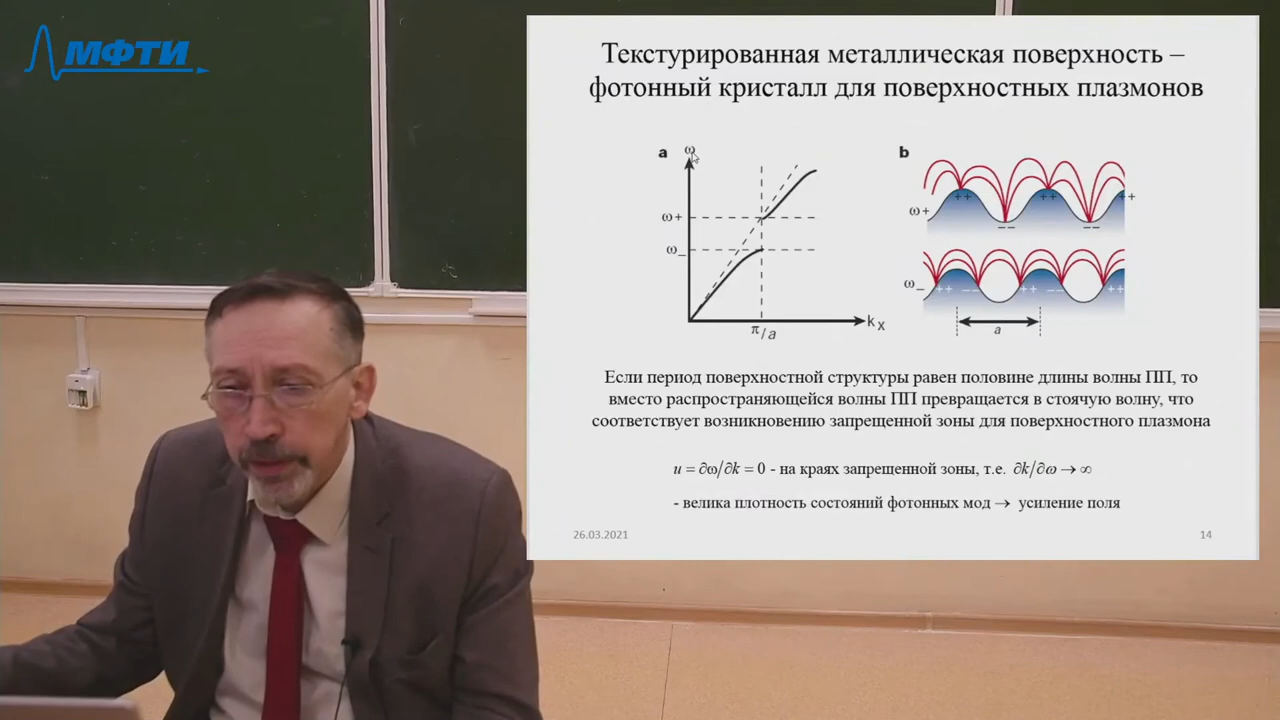 МФТИ
Текстурированная металлическая поверхность –
фотонный кристалл для поверхностных плазмонов
a
ω
ω+
ω_
π/a
kx
b
ω+
++
++
++
−−
−−
ω_
++
−−
++
−−
++
a
Если период поверхностной структуры равен половине длины волны ПП, то
вместо распространяющейся волны ПП превращается в стоячую волну, что
соответствует возникновению запрещенной зоны для поверхностного плазмона
u = ∂ω/∂k = 0 - на краях запрещенной зоны, т.е. ∂k/∂ω → ∞
- велика плотность состояний фотонных мод → усиление поля
26.03.2021
14